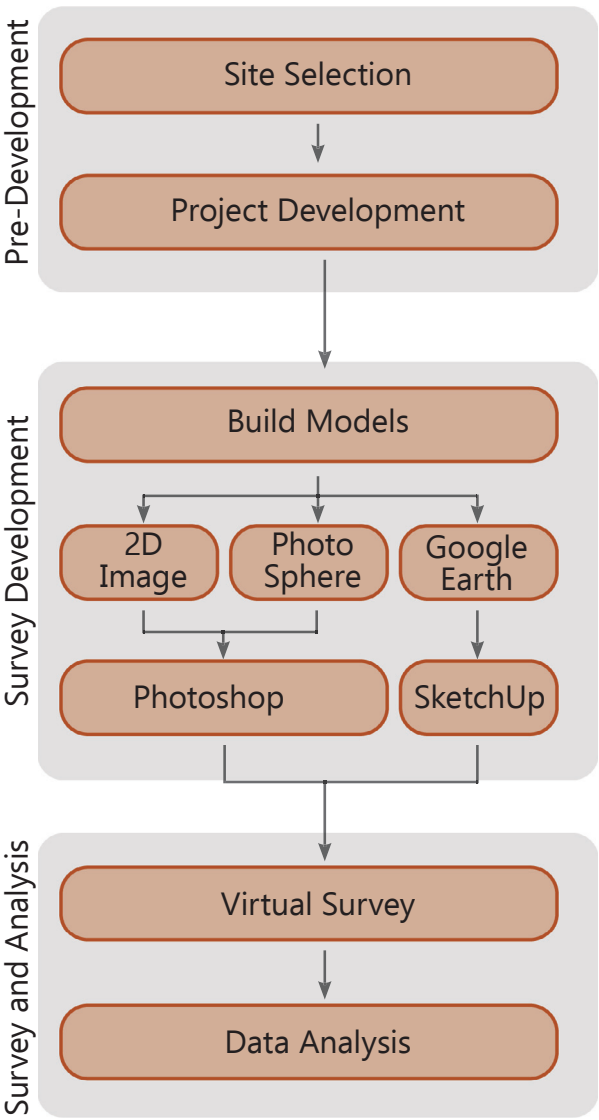 Pre-Development
Site Selection
Project Development
Survey Development
Build Models
2D
Image
Photo
Sphere
Google
Earth
Photoshop
SketchUp
Survey and Analysis
Virtual Survey
Data Analysis